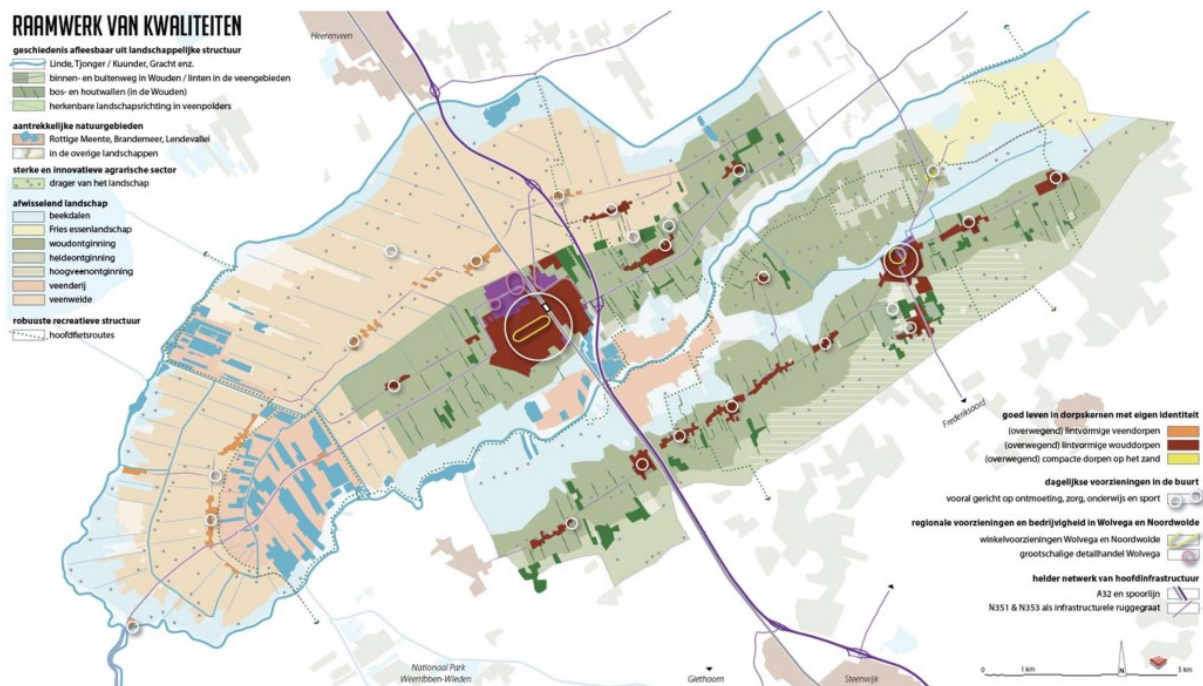 RAAMWERK VAN KWALITEITEN
geschiedenis afleesbaar uit landschappelijke structuur
Linde, Tjonger / Kuunder, Gracht enz.
binnen- en buitenweg in Wouden / linten in de veengebieden
bos- en houtwallen (in de Wouden)
herkenbare landschapsrichting in veenpolders
aantrekkelijke natuurgebieden
Rottige Meente, Brandemeer, Lendevallei
in de overige landschappen
sterke en innovatieve agrarische sector
drager van het landschap
afwisselend landschap
beekdalen
Fries essenlandschap
woudontginning
heideontginning
hoogveenontginning
veenderij
veenweide
robuuste recreatieve structuur
hoofdfietsroutes
Heerenveen
Frederiksoord
goed leven in dorpskernen met eigen identiteit
(overwegend) lintvormige veendorpen
(overwegend) lintvormige wouddorpen
(overwegend) compacte dorpen op het zand
dagelijkse voorzieningen in de buurt
vooral gericht op ontmoeting, zorg, onderwijs en sport
regionale voorzieningen en bedrijvigheid in Wolvega en Noordwolde
winkelvoorzieningen Wolvega en Noordwolde
grootschalige detailhandel Wolvega
helder netwerk van hoofdinfrastructuur
A32 en spoorlijn
N351 & N353 als infrastructurele ruggegraat
0 1 km 5 km
N
Nationaal Park
Weerribben-Wieden
Giethoorn
Steenwijk